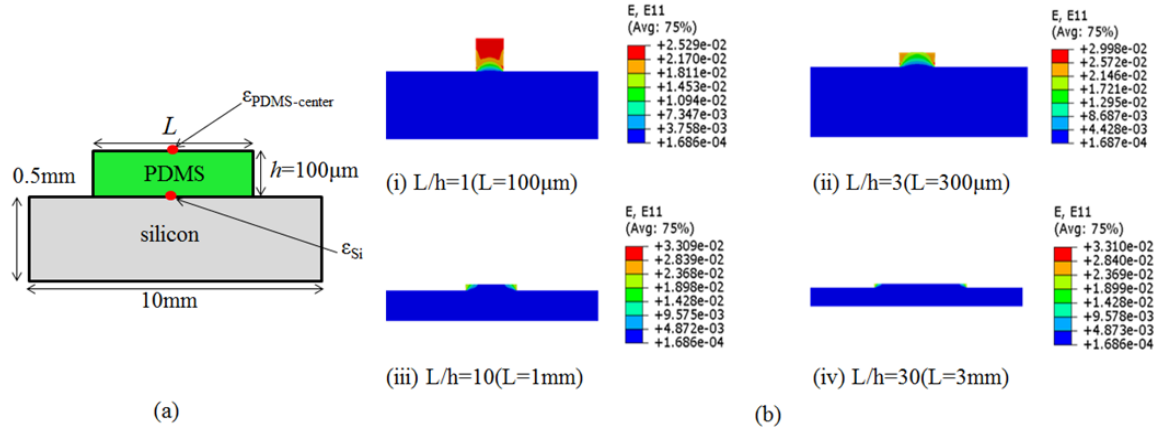 ε_PDMS-center
L
PDMS
h=100μm
0.5mm
silicon
ε_Si
10mm
(a)
E, E11
(Avg: 75%)
+2.529e-02
+2.170e-02
+1.811e-02
+1.453e-02
+1.094e-02
+7.347e-03
+3.758e-03
+1.686e-04
(i) L/h=1(L=100μm)
E, E11
(Avg: 75%)
+2.998e-02
+2.572e-02
+2.146e-02
+1.721e-02
+1.295e-02
+8.687e-03
+4.428e-03
+1.687e-04
(ii) L/h=3(L=300μm)
E, E11
(Avg: 75%)
+3.309e-02
+2.839e-02
+2.368e-02
+1.898e-02
+1.428e-02
+9.575e-03
+4.872e-03
+1.686e-04
(iii) L/h=10(L=1mm)
E, E11
(Avg: 75%)
+3.310e-02
+2.840e-02
+2.369e-02
+1.899e-02
+1.428e-02
+9.578e-03
+4.873e-03
+1.686e-04
(iv) L/h=30(L=3mm)
(b)